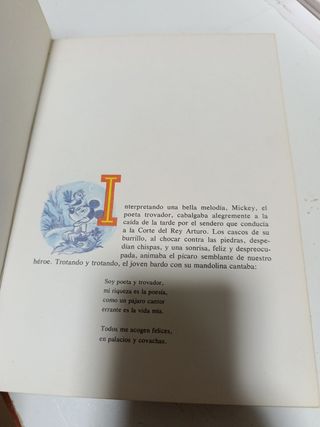 Interpretando una bella melodía, Mickey, el
poeta trovador, cabalgaba alegremente a la
caída de la tarde por el sendero que conducía
a la Corte del Rey Arturo. Los cascos de su
burrillo, al chocar contra las piedras, despe-
dían chispas, y una sonrisa, feliz y despreocu-
pada, animaba el pícaro semblante de nuestro
héroe. Trotando y trotando, el joven bardo con su mandolina cantaba:
Soy poeta y trovador,
mi riqueza es la poesía,
como un pájaro cantor
errante es la vida mía.
Todos me acogen felices,
en palacios y covachas.